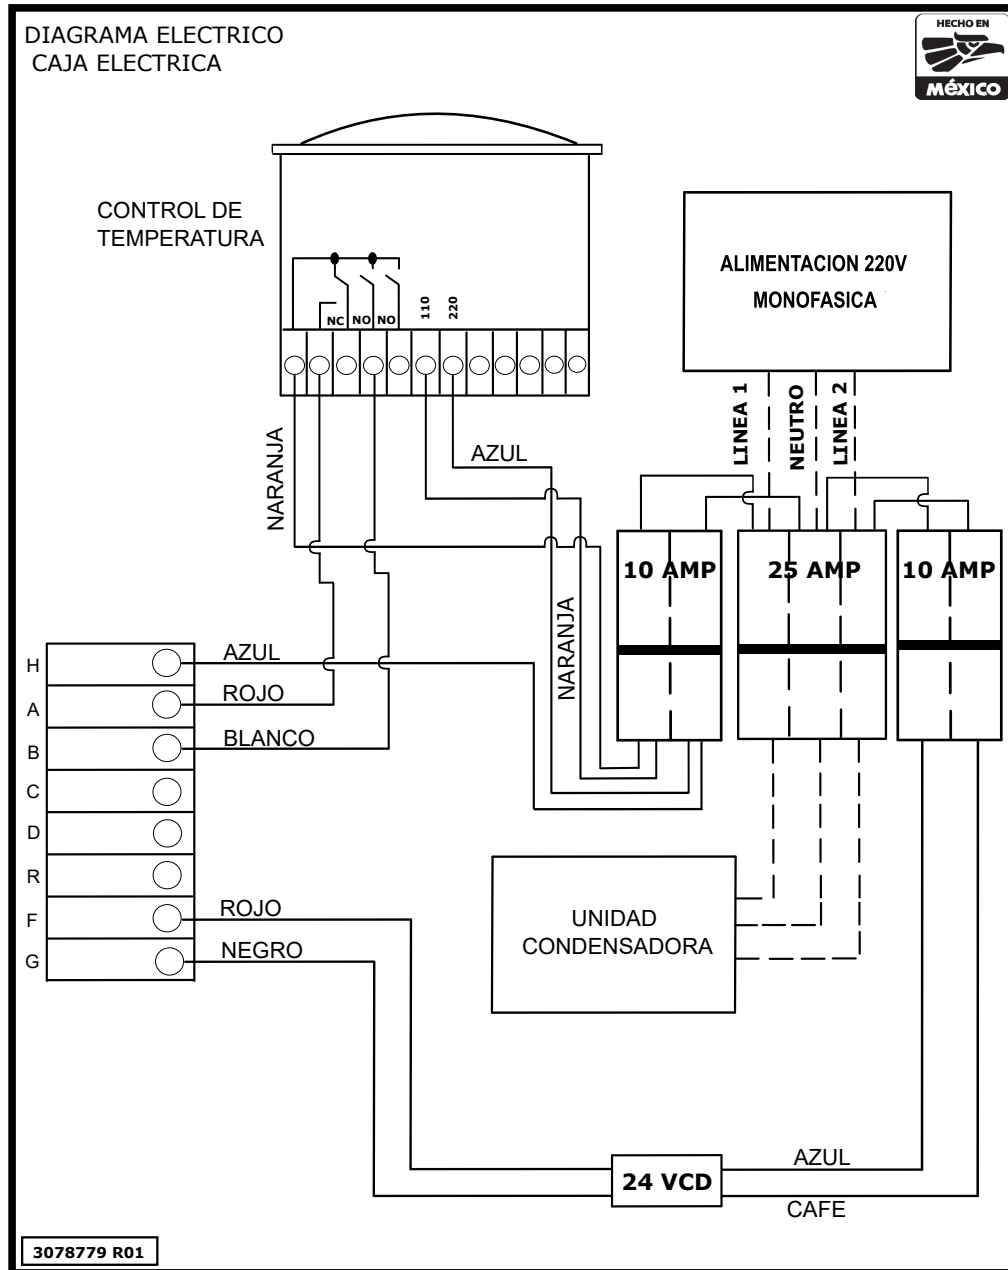 DIAGRAMA ELECTRICO
CAJA ELECTRICA
HECHO EN
MéXICO
CONTROL DE
TEMPERATURA
NC
NO
NO
110
220
ALIMENTACION 220V
MONOFASICA
LINEA 1
NEUTRO
LINEA 2
NARANJA
AZUL
10 AMP
25 AMP
10 AMP
NARANJA
H
AZUL
A
ROJO
B
BLANCO
C
D
R
F
ROJO
G
NEGRO
UNIDAD
CONDENSADORA
24 VCD
AZUL
CAFE
3078779 R01